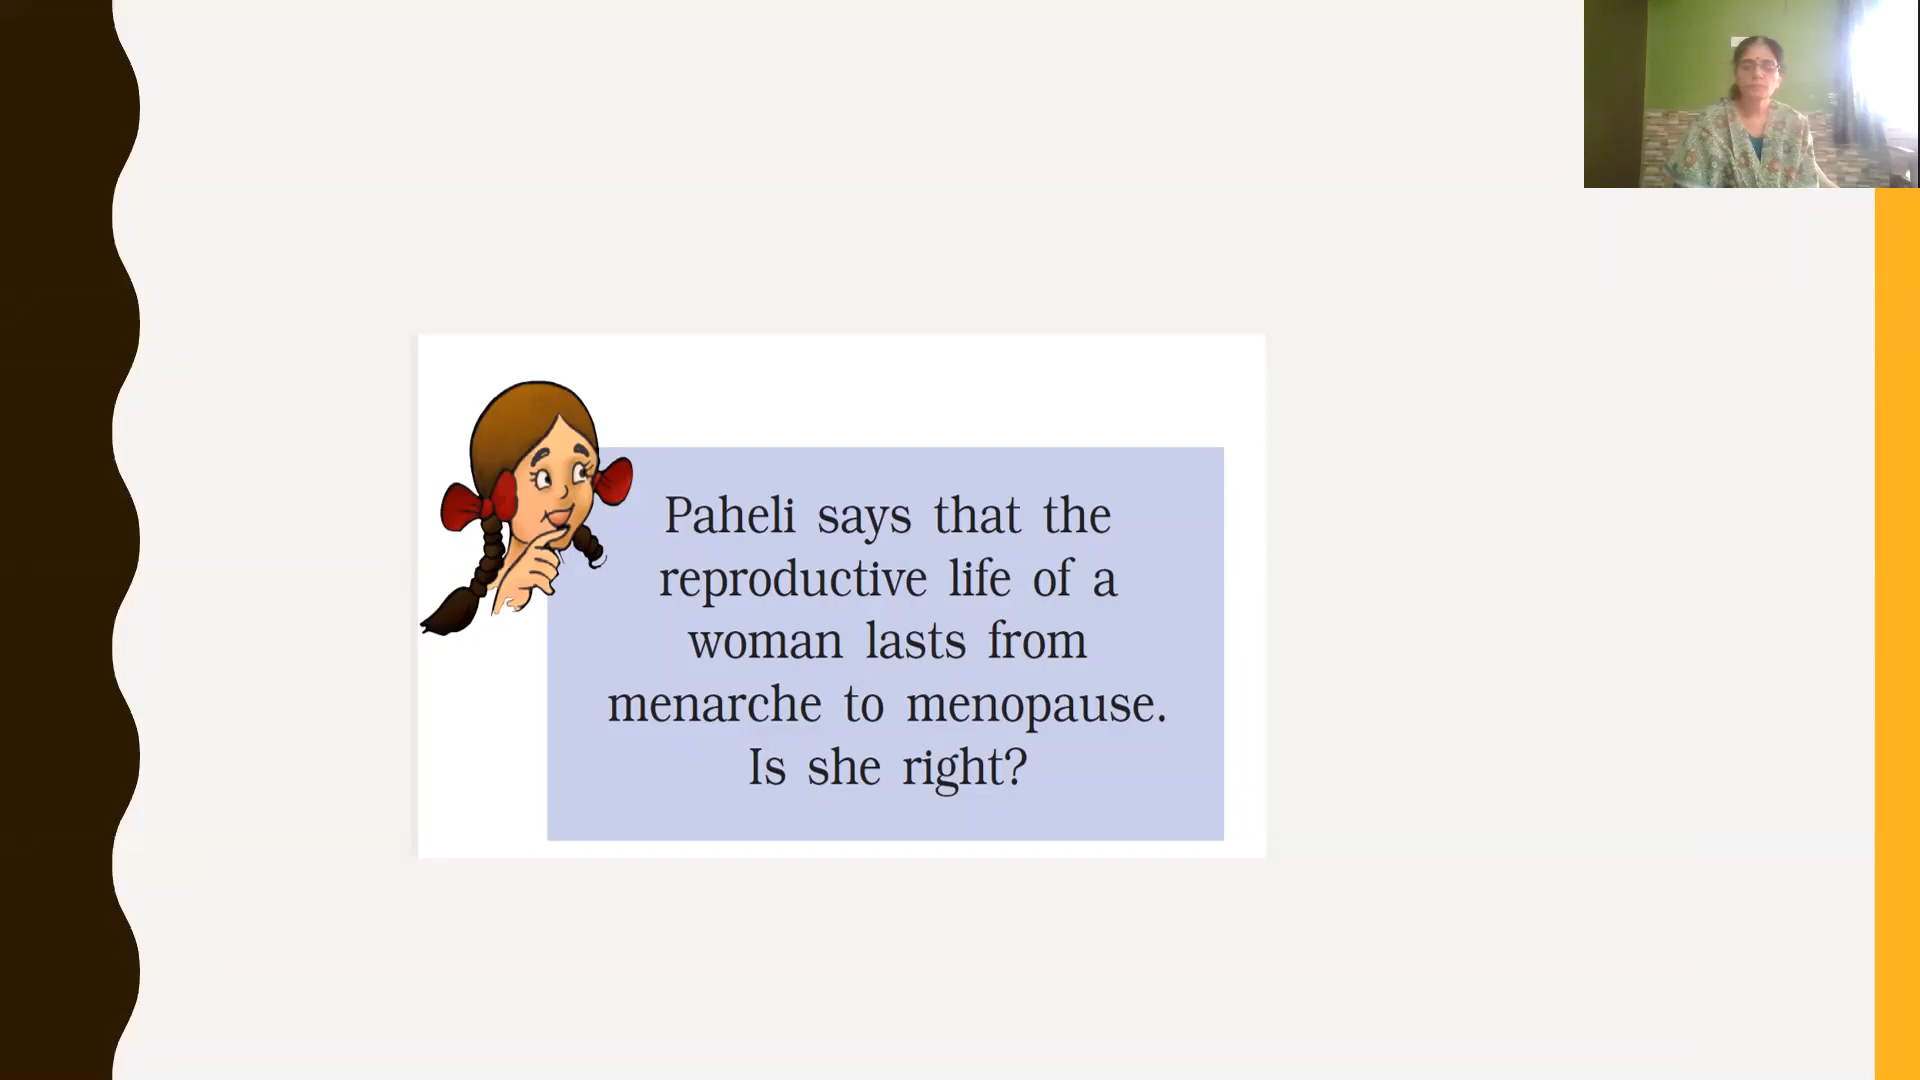 Paheli says that the
reproductive life of a
woman lasts from
menarche to menopause.
Is she right?